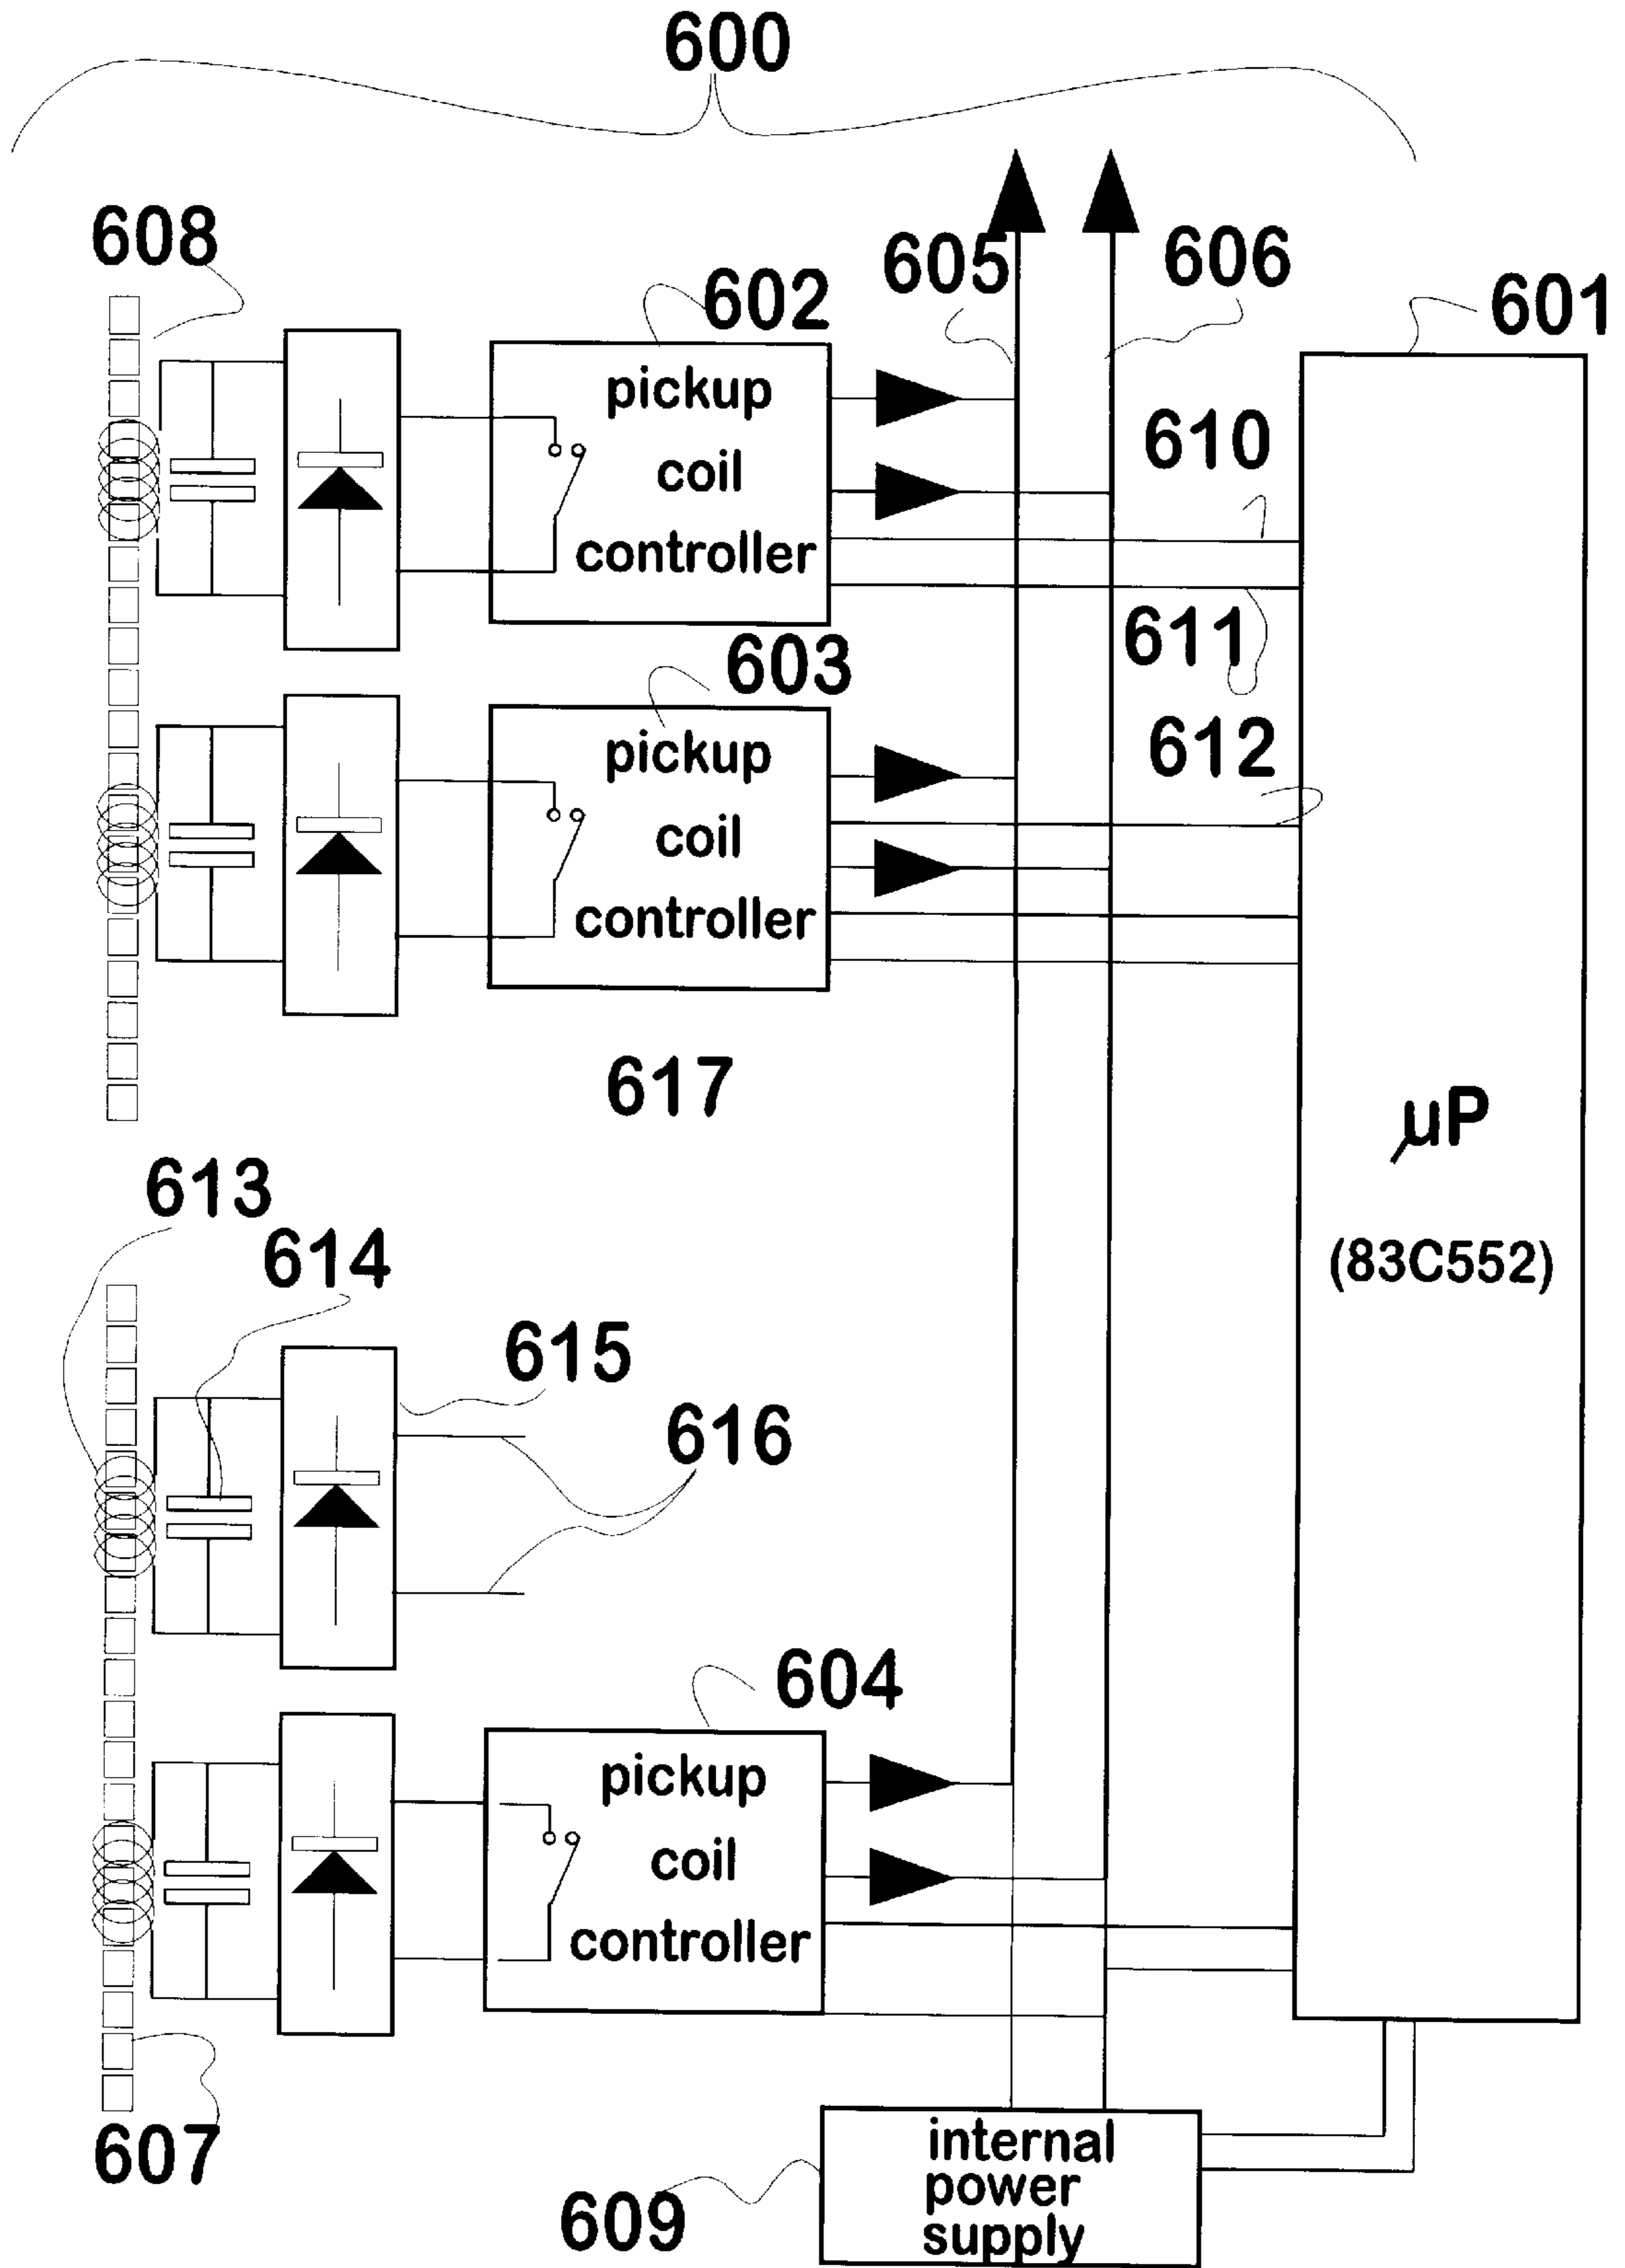 600
608
605
606
602
601
pickup
coil
controller
610
611
603
612
pickup
coil
controller
617
µP
(83C552)
613
614
615
616
604
pickup
coil
controller
607
609
internal
power
supply